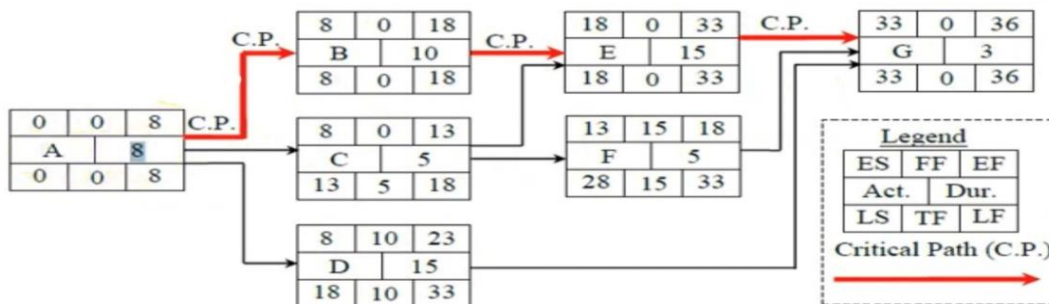 8 0 18
B 10
8 0 18
C.P.
C.P.
18 0 33
E 15
18 0 33
C.P.
33 0 36
G 3
33 0 36
0 0 8
A 8
0 0 8
C.P.
8 0 13
C 5
13 5 18
13 15 18
F 5
28 15 33
8 10 23
D 15
18 10 33
Legend
ES FF EF
Act. Dur.
LS TF LF
Critical Path (C.P.)